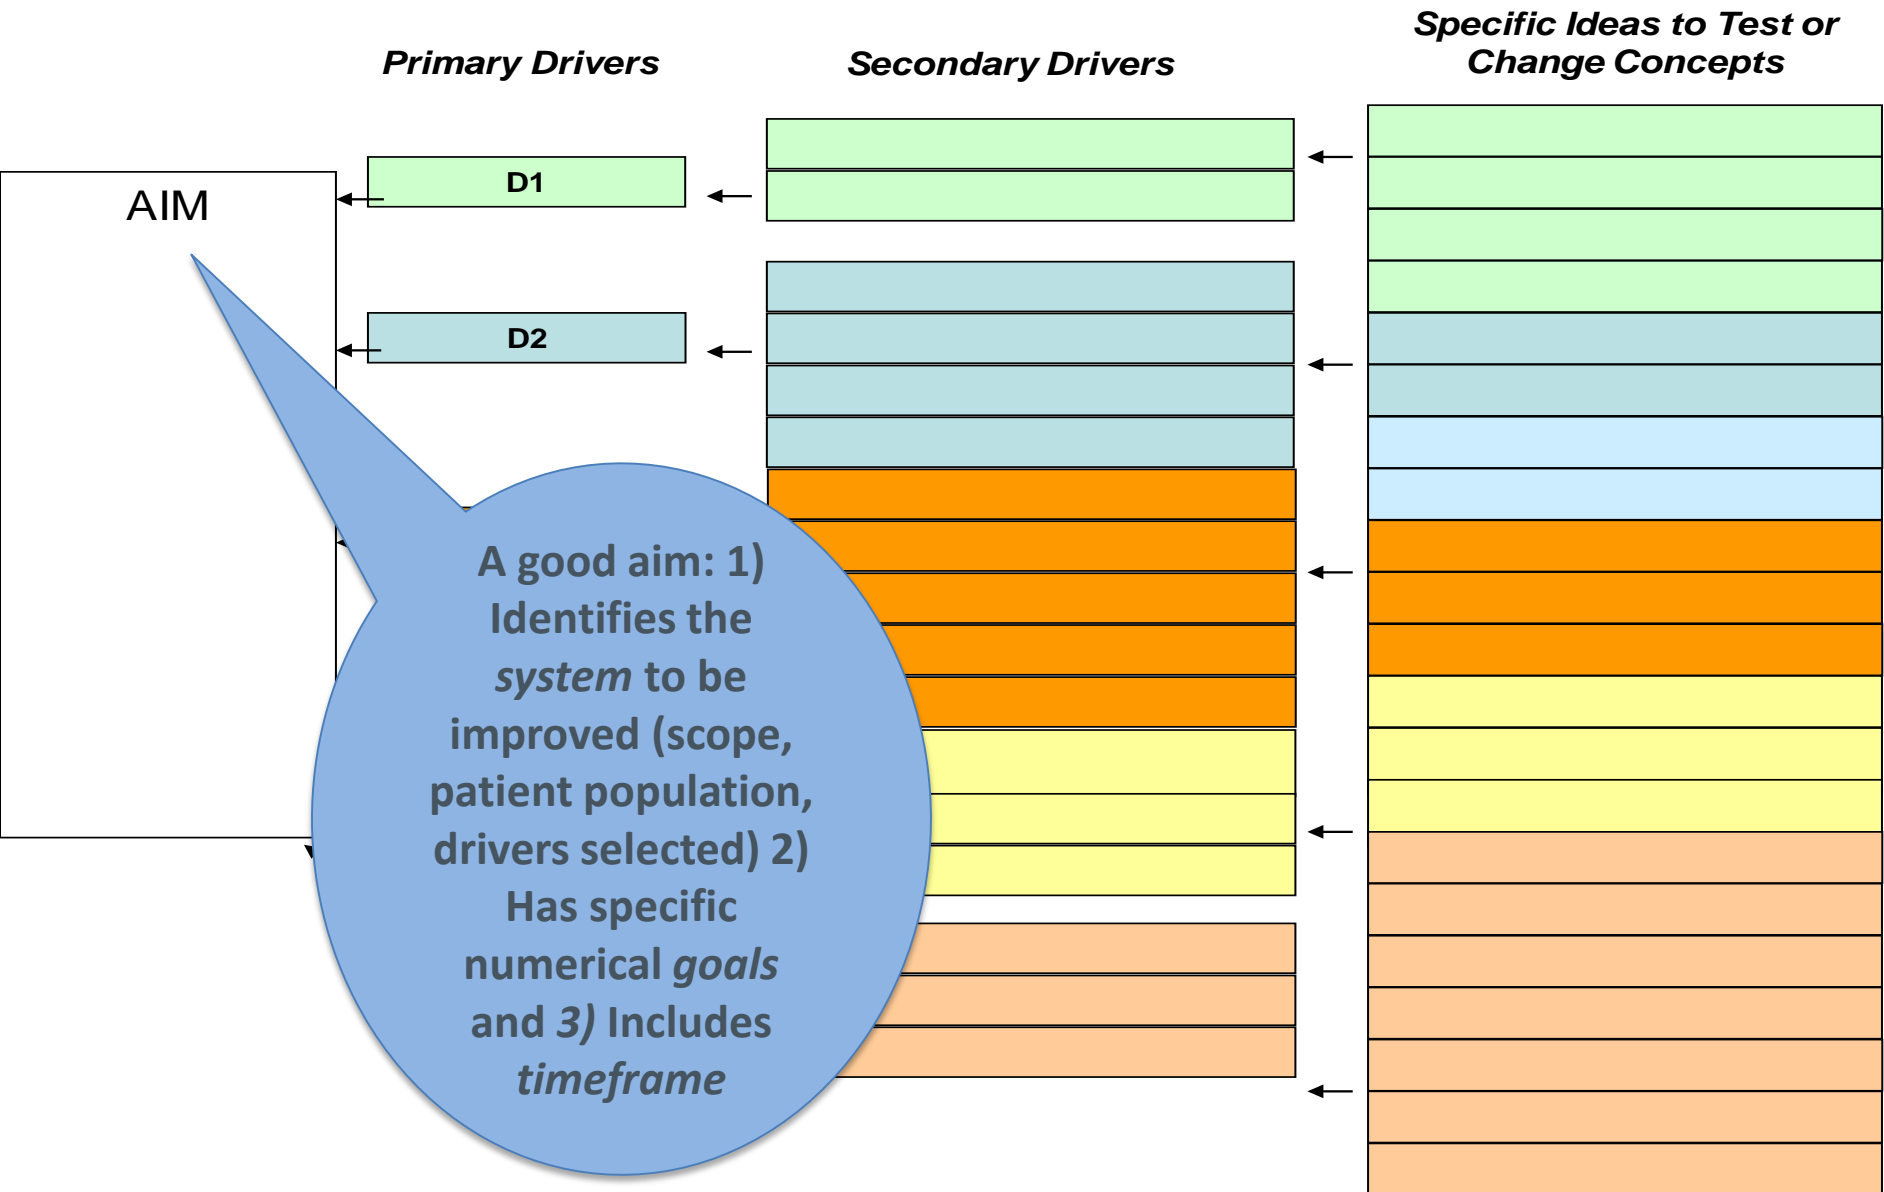 Specific Ideas to Test or
Change Concepts
Primary Drivers
Secondary Drivers
AIM
D1
D2
A good aim: 1)
Identifies the
system to be
improved (scope,
patient population,
drivers selected) 2)
Has specific
numerical goals
and 3) Includes
timeframe